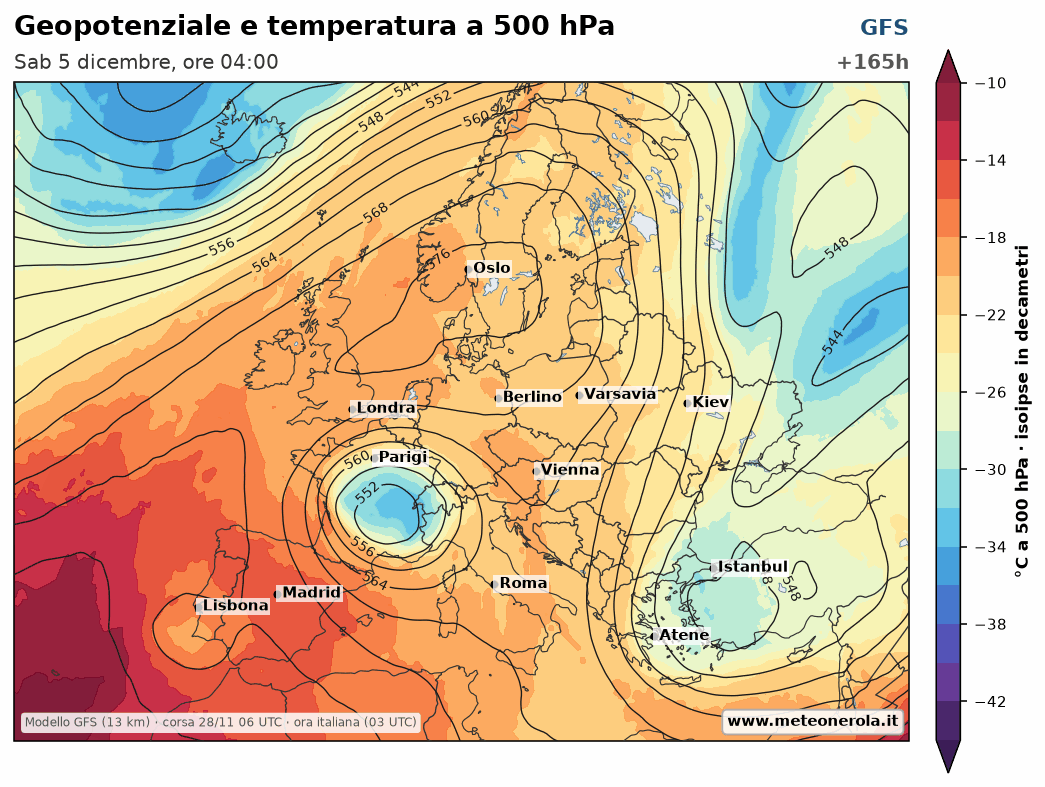 Geopotenziale e temperatura a 500 hPa
GFS
Sab 5 dicembre, ore 04:00
+165h
544
552
548
560
568
556
564
576
548
544
Oslo
Berlino
Varsavia
Kiev
Londra
560
Parigi
Vienna
552
556
564
Istanbul
548
Madrid
Roma
Lisbona
Atene
Modello GFS (13 km) · corsa 28/11 06 UTC · ora italiana (03 UTC)
www.meteonerola.it
−10
−14
−18
−22
−26
−30
−34
−38
−42
°C a 500 hPa · isoipse in decametri